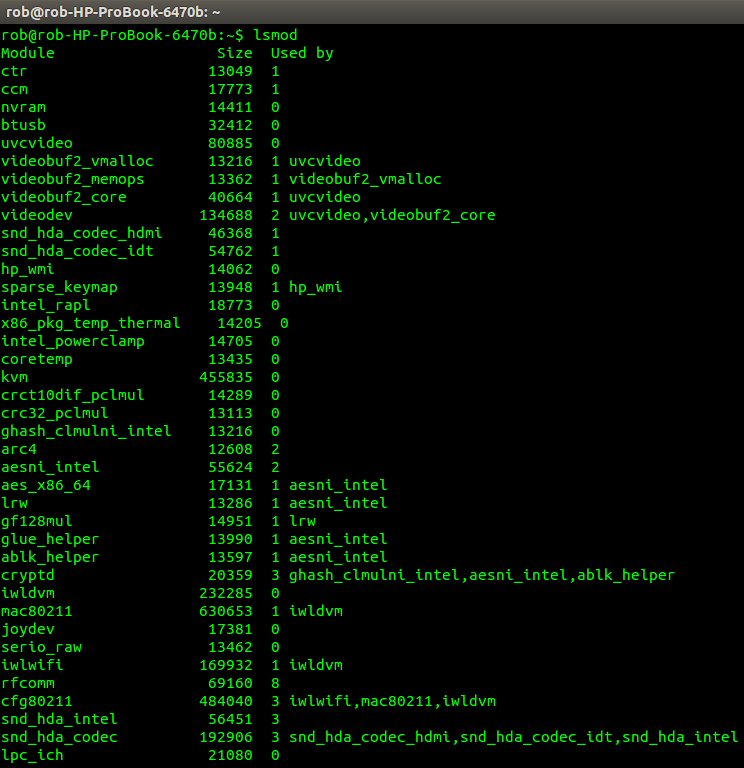 rob@rob-HP-ProBook-6470b: ~
rob@rob-HP-ProBook-6470b:~$ lsmod
Module                  Size  Used by
ctr                    13049  1
ccm                    17773  1
nvram                  14411  0
btusb                  32412  0
uvcvideo               80885  0
videobuf2_vmalloc      13216  1 uvcvideo
videobuf2_memops       13362  1 videobuf2_vmalloc
videobuf2_core         40664  1 uvcvideo
videodev              134688  2 uvcvideo,videobuf2_core
snd_hda_codec_hdmi     46368  1
snd_hda_codec_idt      54762  1
hp_wmi                 14062  0
sparse_keymap          13948  1 hp_wmi
intel_rapl             18773  0
x86_pkg_temp_thermal    14205  0
intel_powerclamp       14705  0
coretemp               13435  0
kvm                   455835  0
crct10dif_pclmul       14289  0
crc32_pclmul           13113  0
ghash_clmulni_intel    13216  0
arc4                   12608  2
aesni_intel            55624  2
aes_x86_64             17131  1 aesni_intel
lrw                    13286  1 aesni_intel
gf128mul               14951  1 lrw
glue_helper            13990  1 aesni_intel
ablk_helper            13597  1 aesni_intel
cryptd                 20359  3 ghash_clmulni_intel,aesni_intel,ablk_helper
iwldvm                232285  0
mac80211              630653  1 iwldvm
joydev                 17381  0
serio_raw              13462  0
iwlwifi               169932  1 iwldvm
rfcomm                 69160  8
cfg80211              484040  3 iwlwifi,mac80211,iwldvm
snd_hda_intel          56451  3
snd_hda_codec         192906  3 snd_hda_codec_hdmi,snd_hda_codec_idt,snd_hda_intel
lpc_ich                21080  0